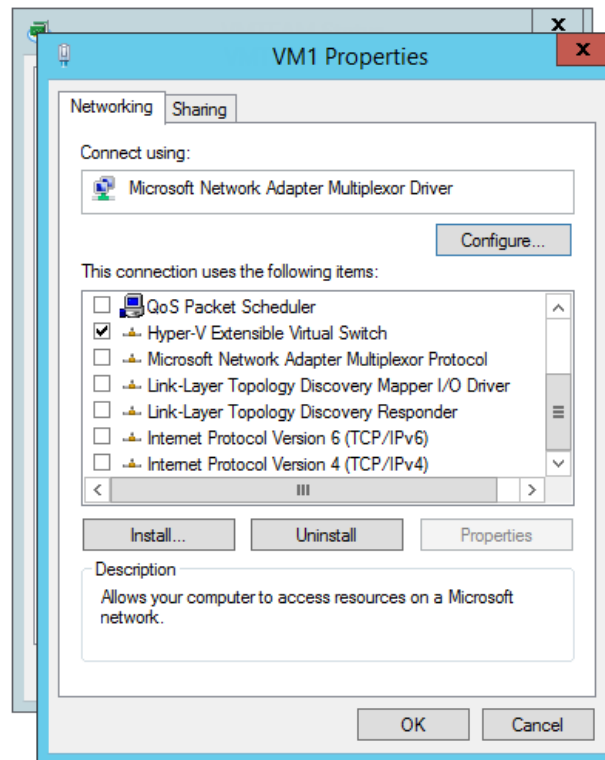 VM1 Properties
Networking
Sharing
Connect using:
Microsoft Network Adapter Multiplexor Driver
Configure...
This connection uses the following items:
QoS Packet Scheduler
Hyper-V Extensible Virtual Switch
Microsoft Network Adapter Multiplexor Protocol
Link-Layer Topology Discovery Mapper I/O Driver
Link-Layer Topology Discovery Responder
Internet Protocol Version 6 (TCP/IPv6)
Internet Protocol Version 4 (TCP/IPv4)
Install...
Uninstall
Properties
Description
Allows your computer to access resources on a Microsoft
network.
OK
Cancel